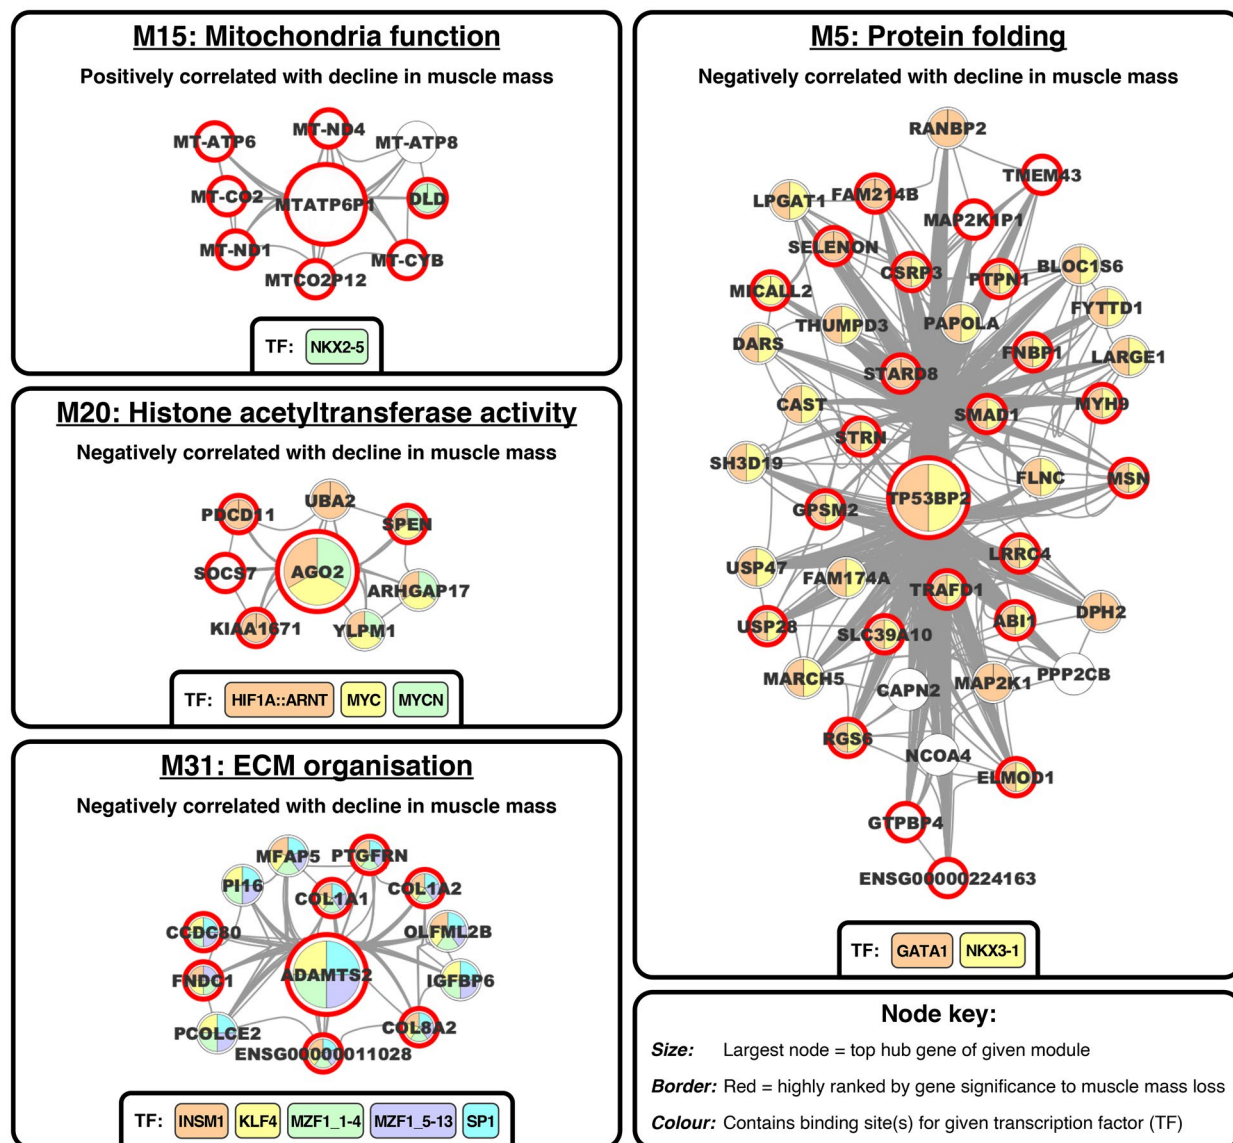 M15: Mitochondria function
Positively correlated with decline in muscle mass
MT-ATP6
MT-ND4
MT-ATP8
MT-CO2
MTATP6P1
DLD
MT-ND1
MTCO2P12
MT-CYB
TF: NKX2-5
M20: Histone acetyltransferase activity
Negatively correlated with decline in muscle mass
PDCD11
UBA2
SPEN
SOCS7
AGO2
ARHGAP17
KIAA1671
YLPM1
TF: HIF1A::ARNT MYC MYCN
M31: ECM organisation
Negatively correlated with decline in muscle mass
MFAP5
PTGFRN
PI16
COL1A1
COL1A2
CCDC80
OLFML2B
FNDC1
ADAMTS2
IGFBP6
PCOLCE2
COL8A2
ENSG00000011028
TF: INSM1 KLF4 MZF1_1-4 MZF1_5-13 SP1
M5: Protein folding
Negatively correlated with decline in muscle mass
RANBP2
TMEM43
LPGAT1
FAM214B
MAP2K1P1
SELENON
CSRP3
PTPN1
BLOC1S6
MICALL2
THUMPD3
PAPOLA
FYTTD1
DARS
FNBP1
LARGE1
STARD8
CAST
SMAD1
MYH9
STRN
SH3D19
FLNC
MSN
TP53BP2
GPSM2
LRRC4
USP47
FAM174A
TRAFD1
DPH2
USP28
SLC39A10
ABI1
MARCH5
CAPN2
MAP2K1
PPP2CB
RGS6
NCOA4
ELMOD1
GTPBP4
ENSG00000224163
TF: GATA1 NKX3-1
Node key:
Size: Largest node = top hub gene of given module
Border: Red = highly ranked by gene significance to muscle mass loss
Colour: Contains binding site(s) for given transcription factor (TF)